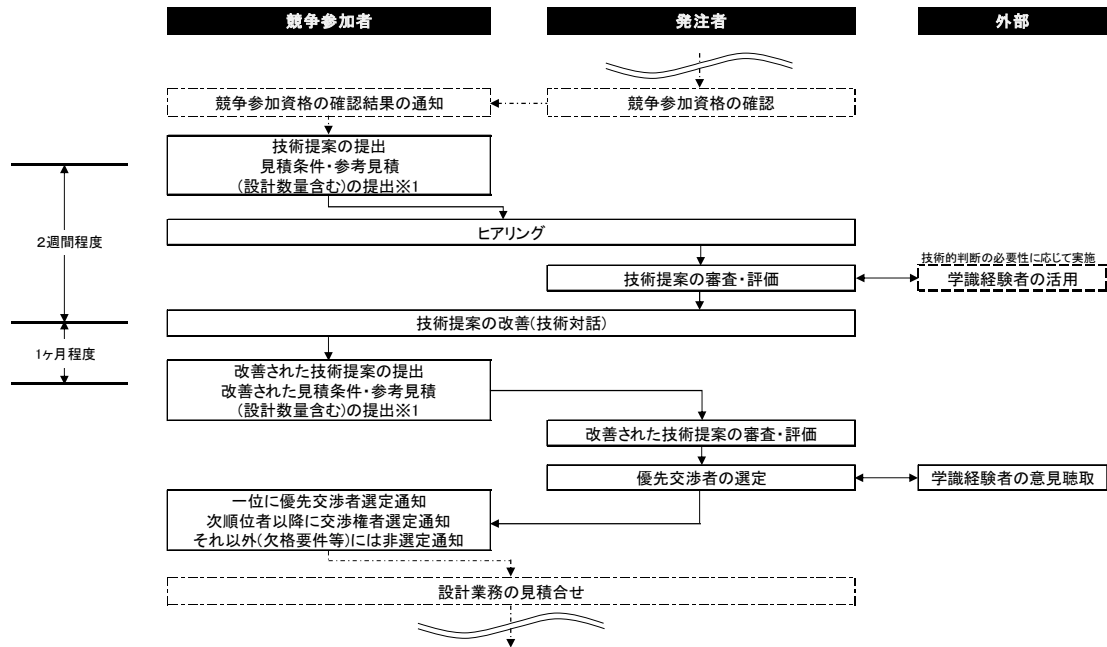 競争参加者
発注者
外部
競争参加資格の確認結果の通知
競争参加資格の確認
技術提案の提出
見積条件・参考見積
(設計数量含む)の提出※1
2週間程度
ヒアリング
技術的判断の必要性に応じて実施
技術提案の審査・評価
学識経験者の活用
技術提案の改善(技術対話)
1ヶ月程度
改善された技術提案の提出
改善された見積条件・参考見積
(設計数量含む)の提出※1
改善された技術提案の審査・評価
優先交渉者の選定
学識経験者の意見聴取
一位に優先交渉者選定通知
次順位者以降に交渉権者選定通知
それ以外(欠格要件等)には非選定通知
設計業務の見積合せ